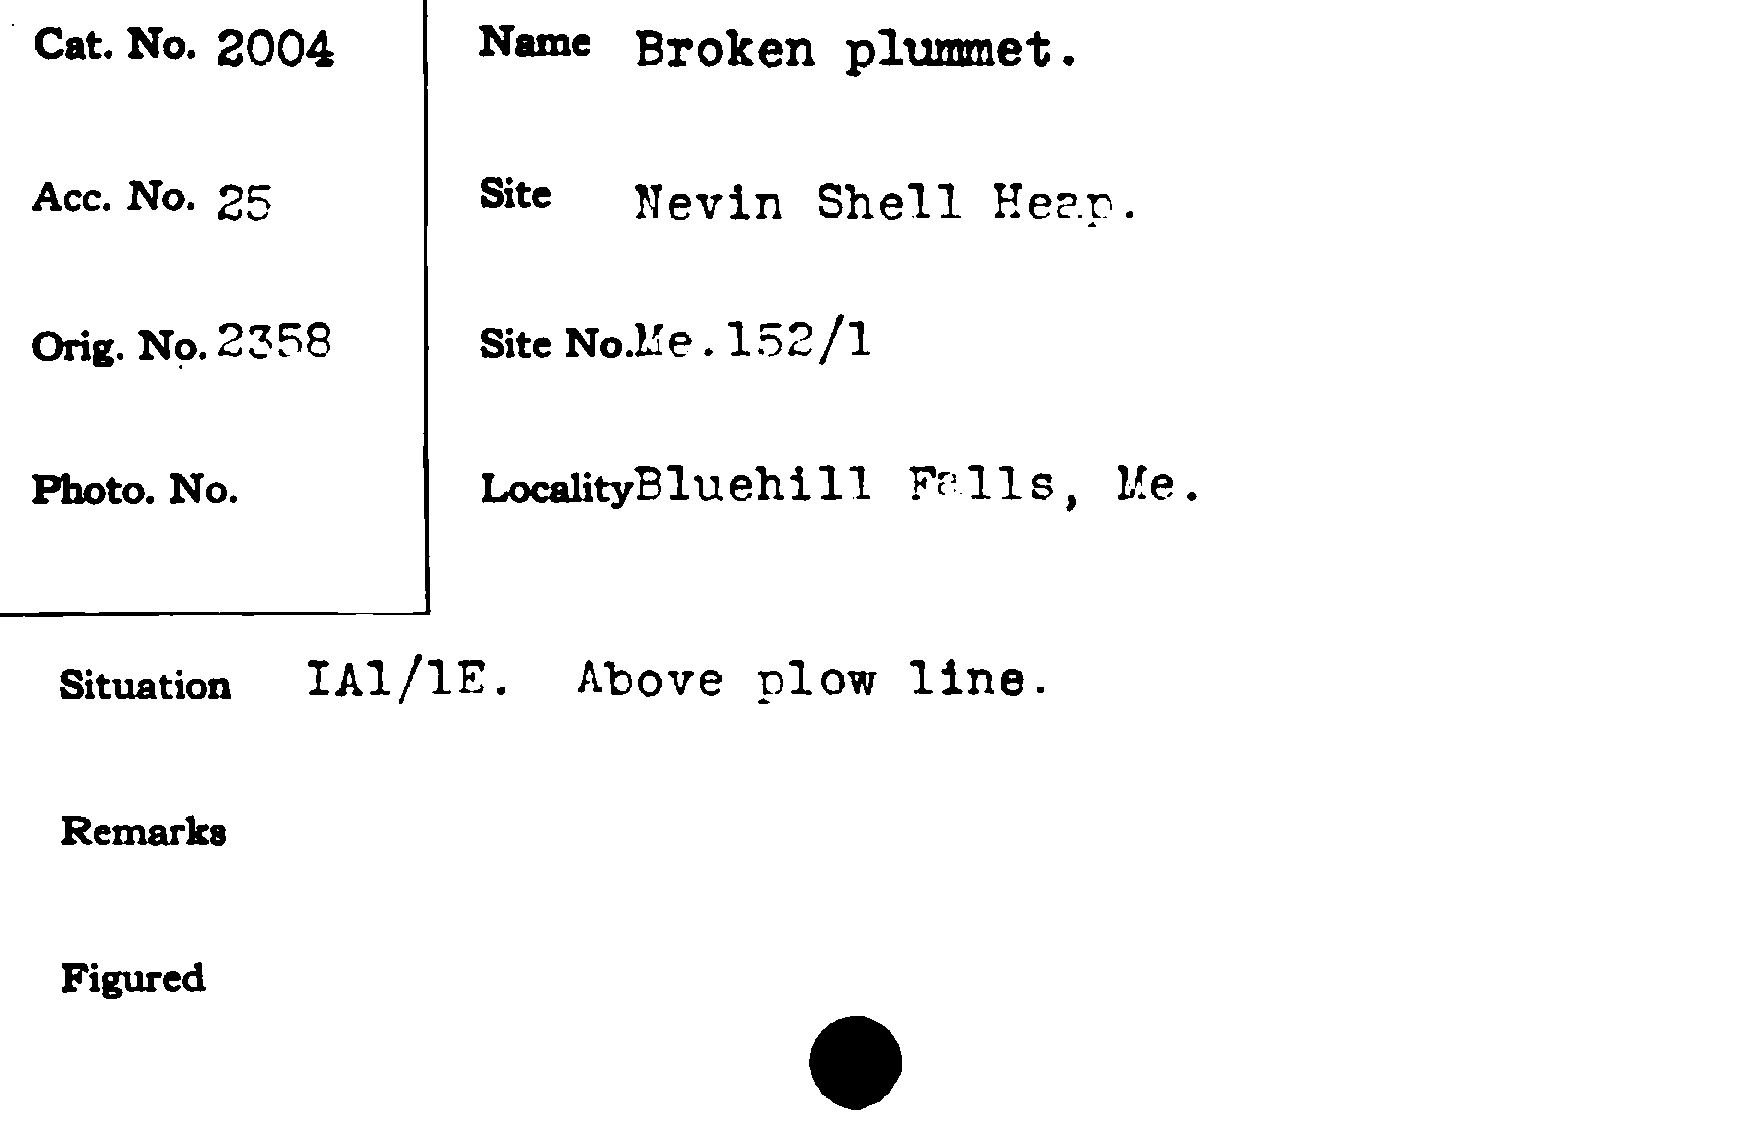 Cat. No. 2004
Name Broken plummet.
Acc. No. 25
Site Nevin Shell Heap.
Orig. No. 2358
Site No. Me.152/1
Photo. No.
Locality Bluehill Falls, Me.
Situation IA1/1E. Above plow line.
Remarks
Figured